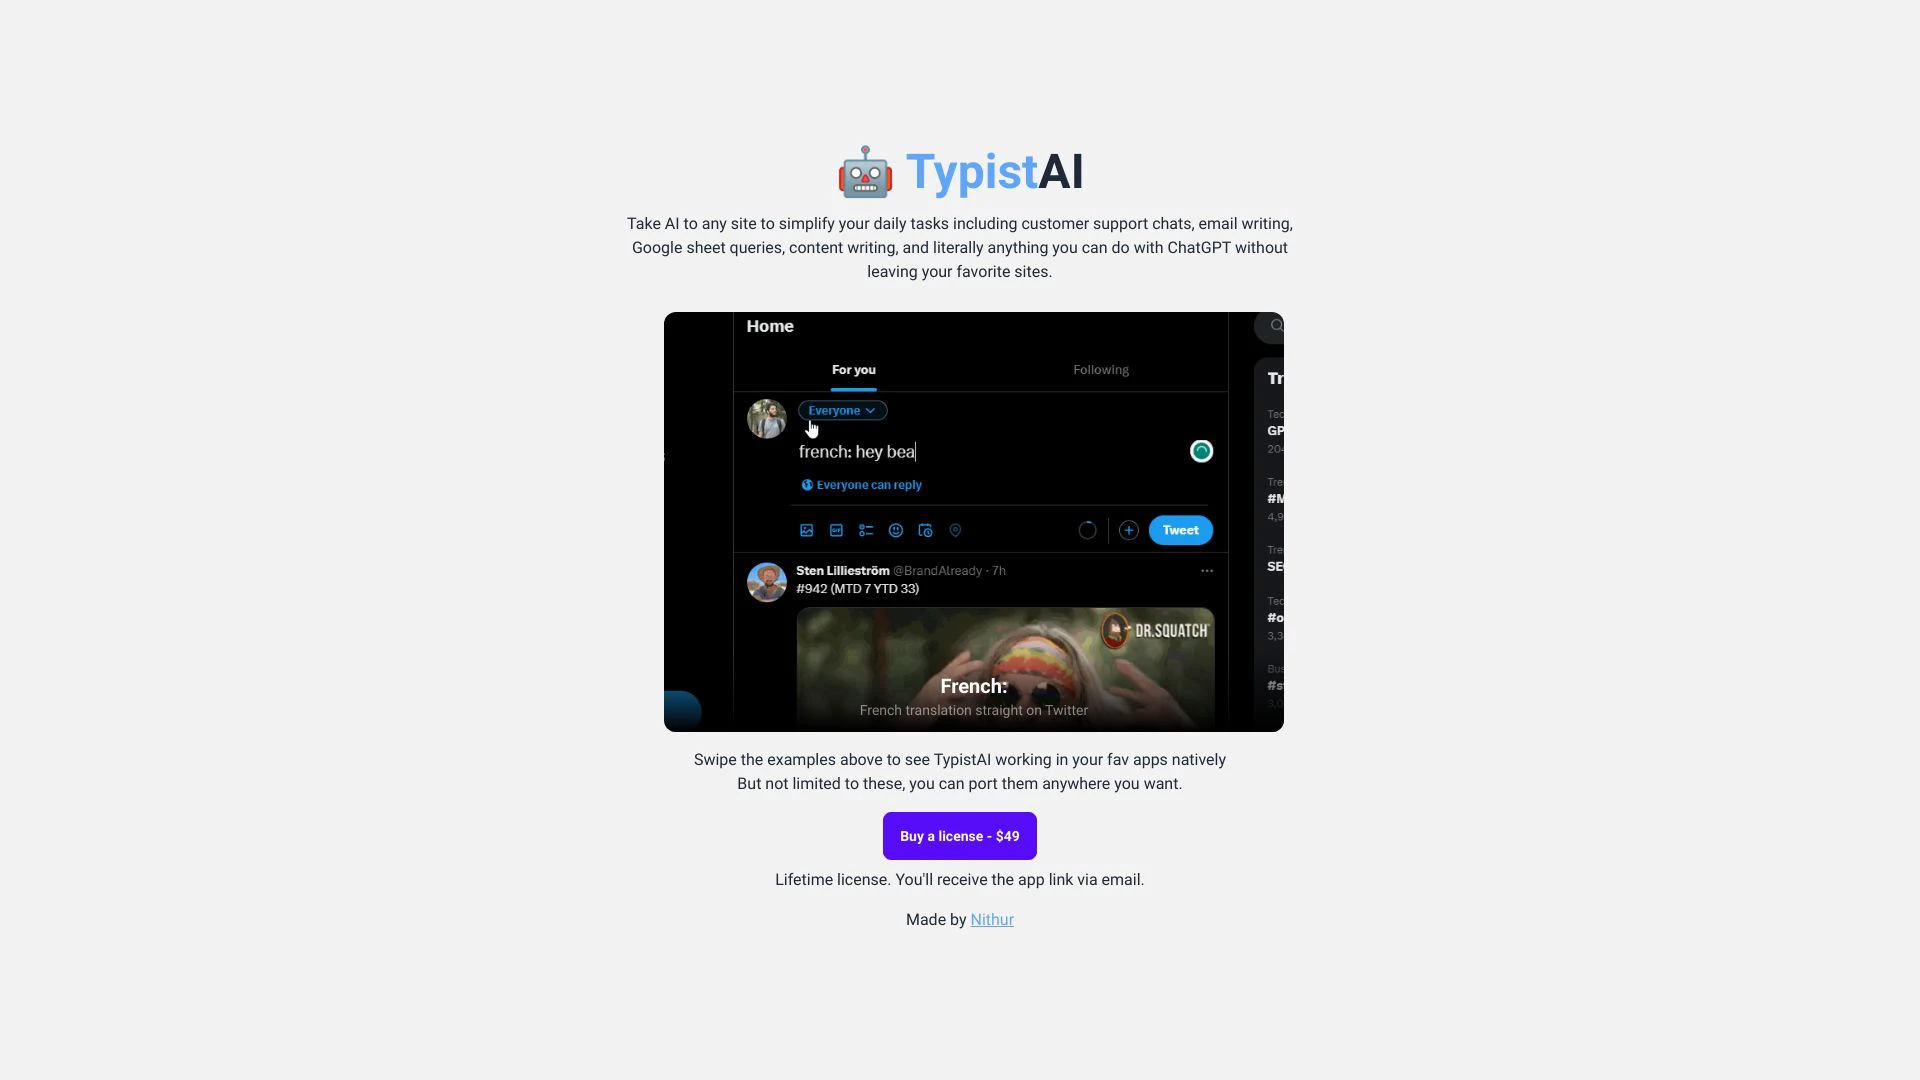 TypistAI
Take AI to any site to simplify your daily tasks including customer support chats, email writing,
Google sheet queries, content writing, and literally anything you can do with ChatGPT without
leaving your favorite sites.
Home
For you
Following
Everyone
french: hey bea
Everyone can reply
GIF
Tweet
Sten Lillieström @BrandAlready · 7h
#942 (MTD 7 YTD 33)
DR.SQUATCH
French:
French translation straight on Twitter
Swipe the examples above to see TypistAI working in your fav apps natively
But not limited to these, you can port them anywhere you want.
Buy a license - $49
Lifetime license. You'll receive the app link via email.
Made by Nithur